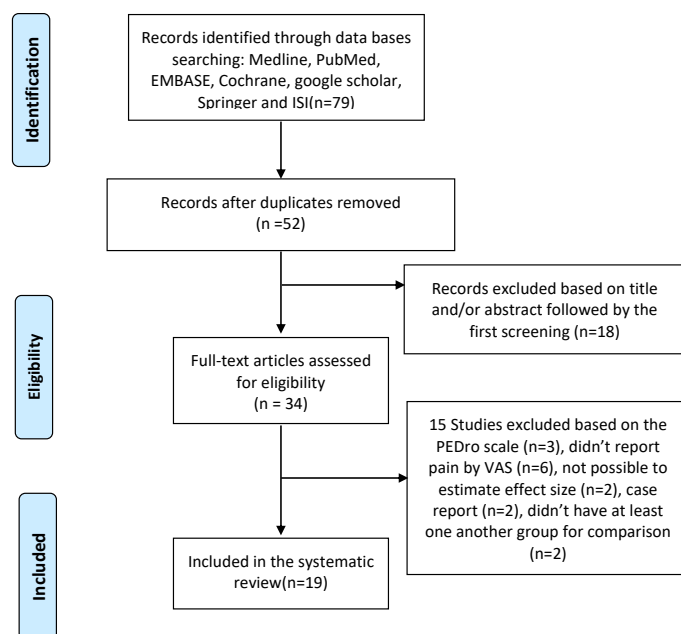 Identification
Records identified through data bases
searching: Medline, PubMed,
EMBASE, Cochrane, google scholar,
Springer and ISI(n=79)
Records after duplicates removed
(n =52)
Records excluded based on title
and/or abstract followed by the
first screening (n=18)
Eligibility
Full-text articles assessed
for eligibility
(n = 34)
15 Studies excluded based on the
PEDro scale (n=3), didn’t report
pain by VAS (n=6), not possible to
estimate effect size (n=2), case
report (n=2), didn’t have at least
one another group for comparison
(n=2)
Included
Included in the systematic
review(n=19)